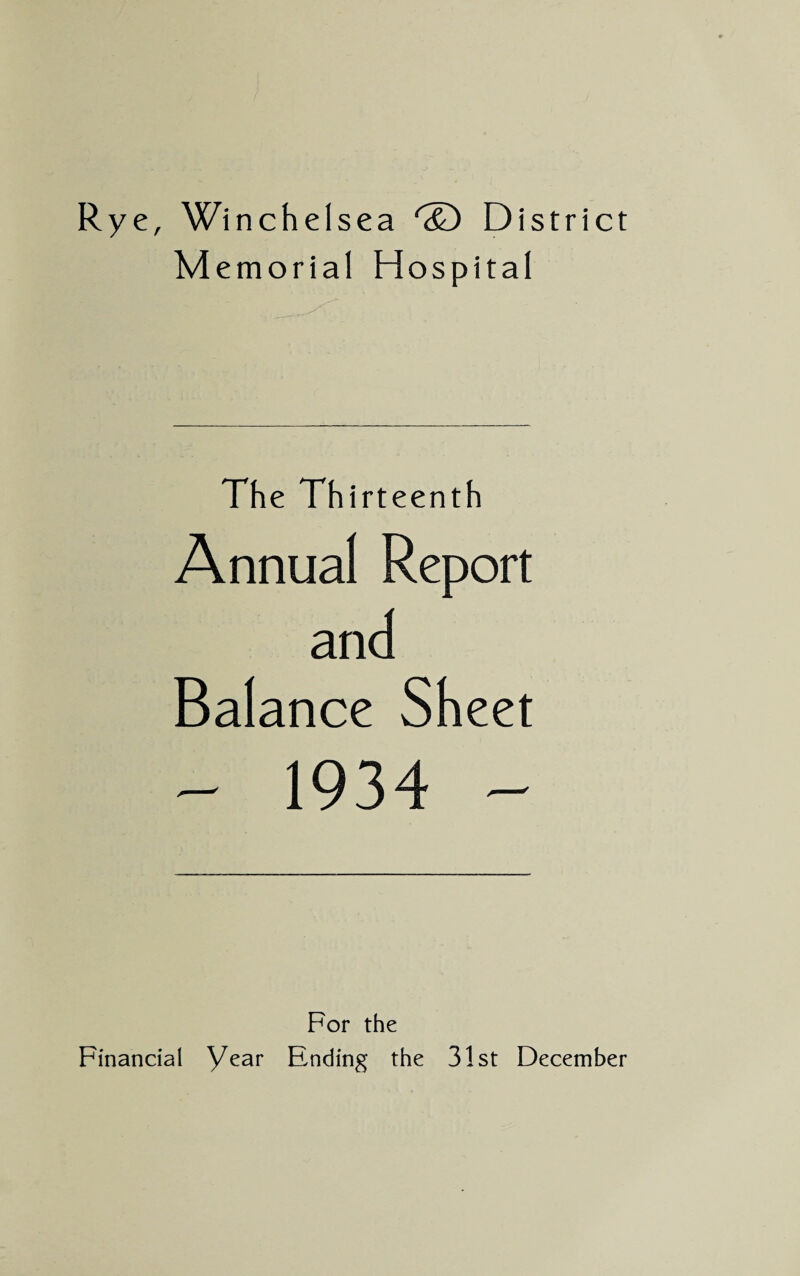 Rye, Winchelsea & District
Memorial Hospital
The Thirteenth
Annual Report
and
Balance Sheet
- 1934 -
For the
Financial Year Ending the 31st December